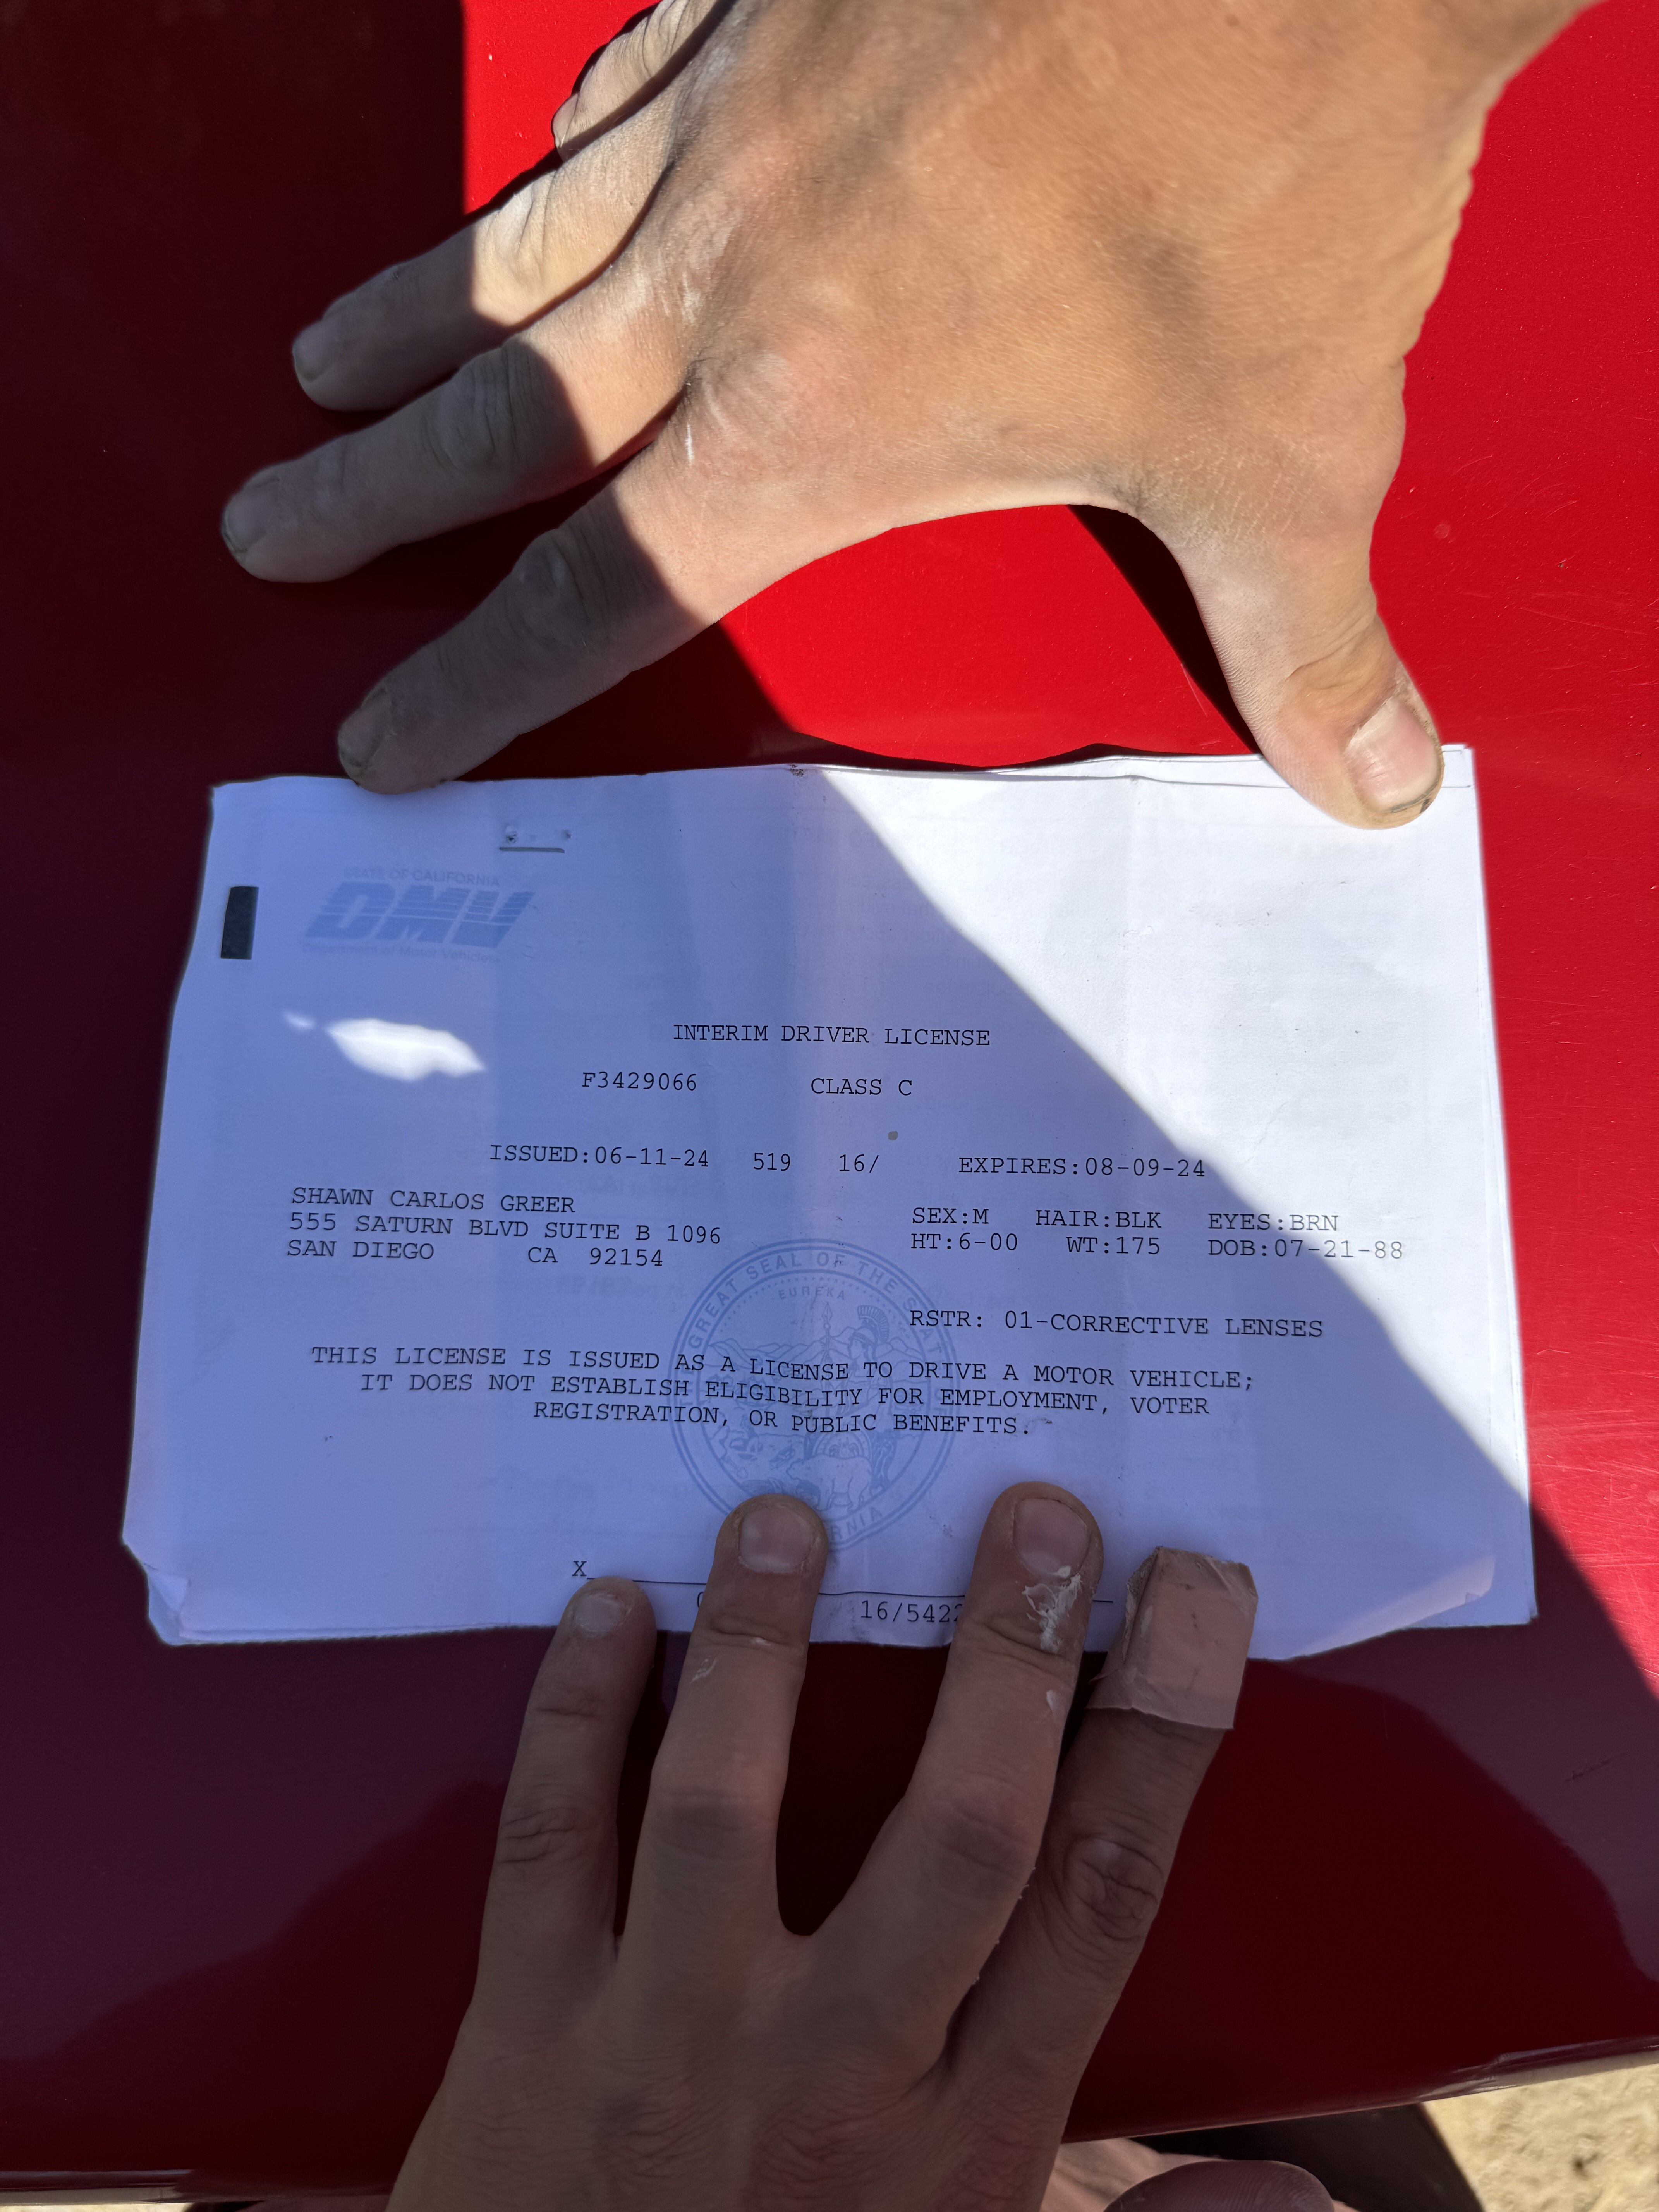 STATE OF CALIFORNIA
DMV
Department of Motor Vehicles
INTERIM DRIVER LICENSE
F3429066 CLASS C
ISSUED:06-11-24 519 16/ EXPIRES:08-09-24
SHAWN CARLOS GREER
555 SATURN BLVD SUITE B 1096
SAN DIEGO CA 92154
SEX:M HAIR:BLK EYES:BRN
HT:6-00 WT:175 DOB:07-21-88
RSTR: 01-CORRECTIVE LENSES
THIS LICENSE IS ISSUED AS A LICENSE TO DRIVE A MOTOR VEHICLE;
IT DOES NOT ESTABLISH ELIGIBILITY FOR EMPLOYMENT, VOTER
REGISTRATION, OR PUBLIC BENEFITS.
GREAT SEAL OF THE
EUREKA
X